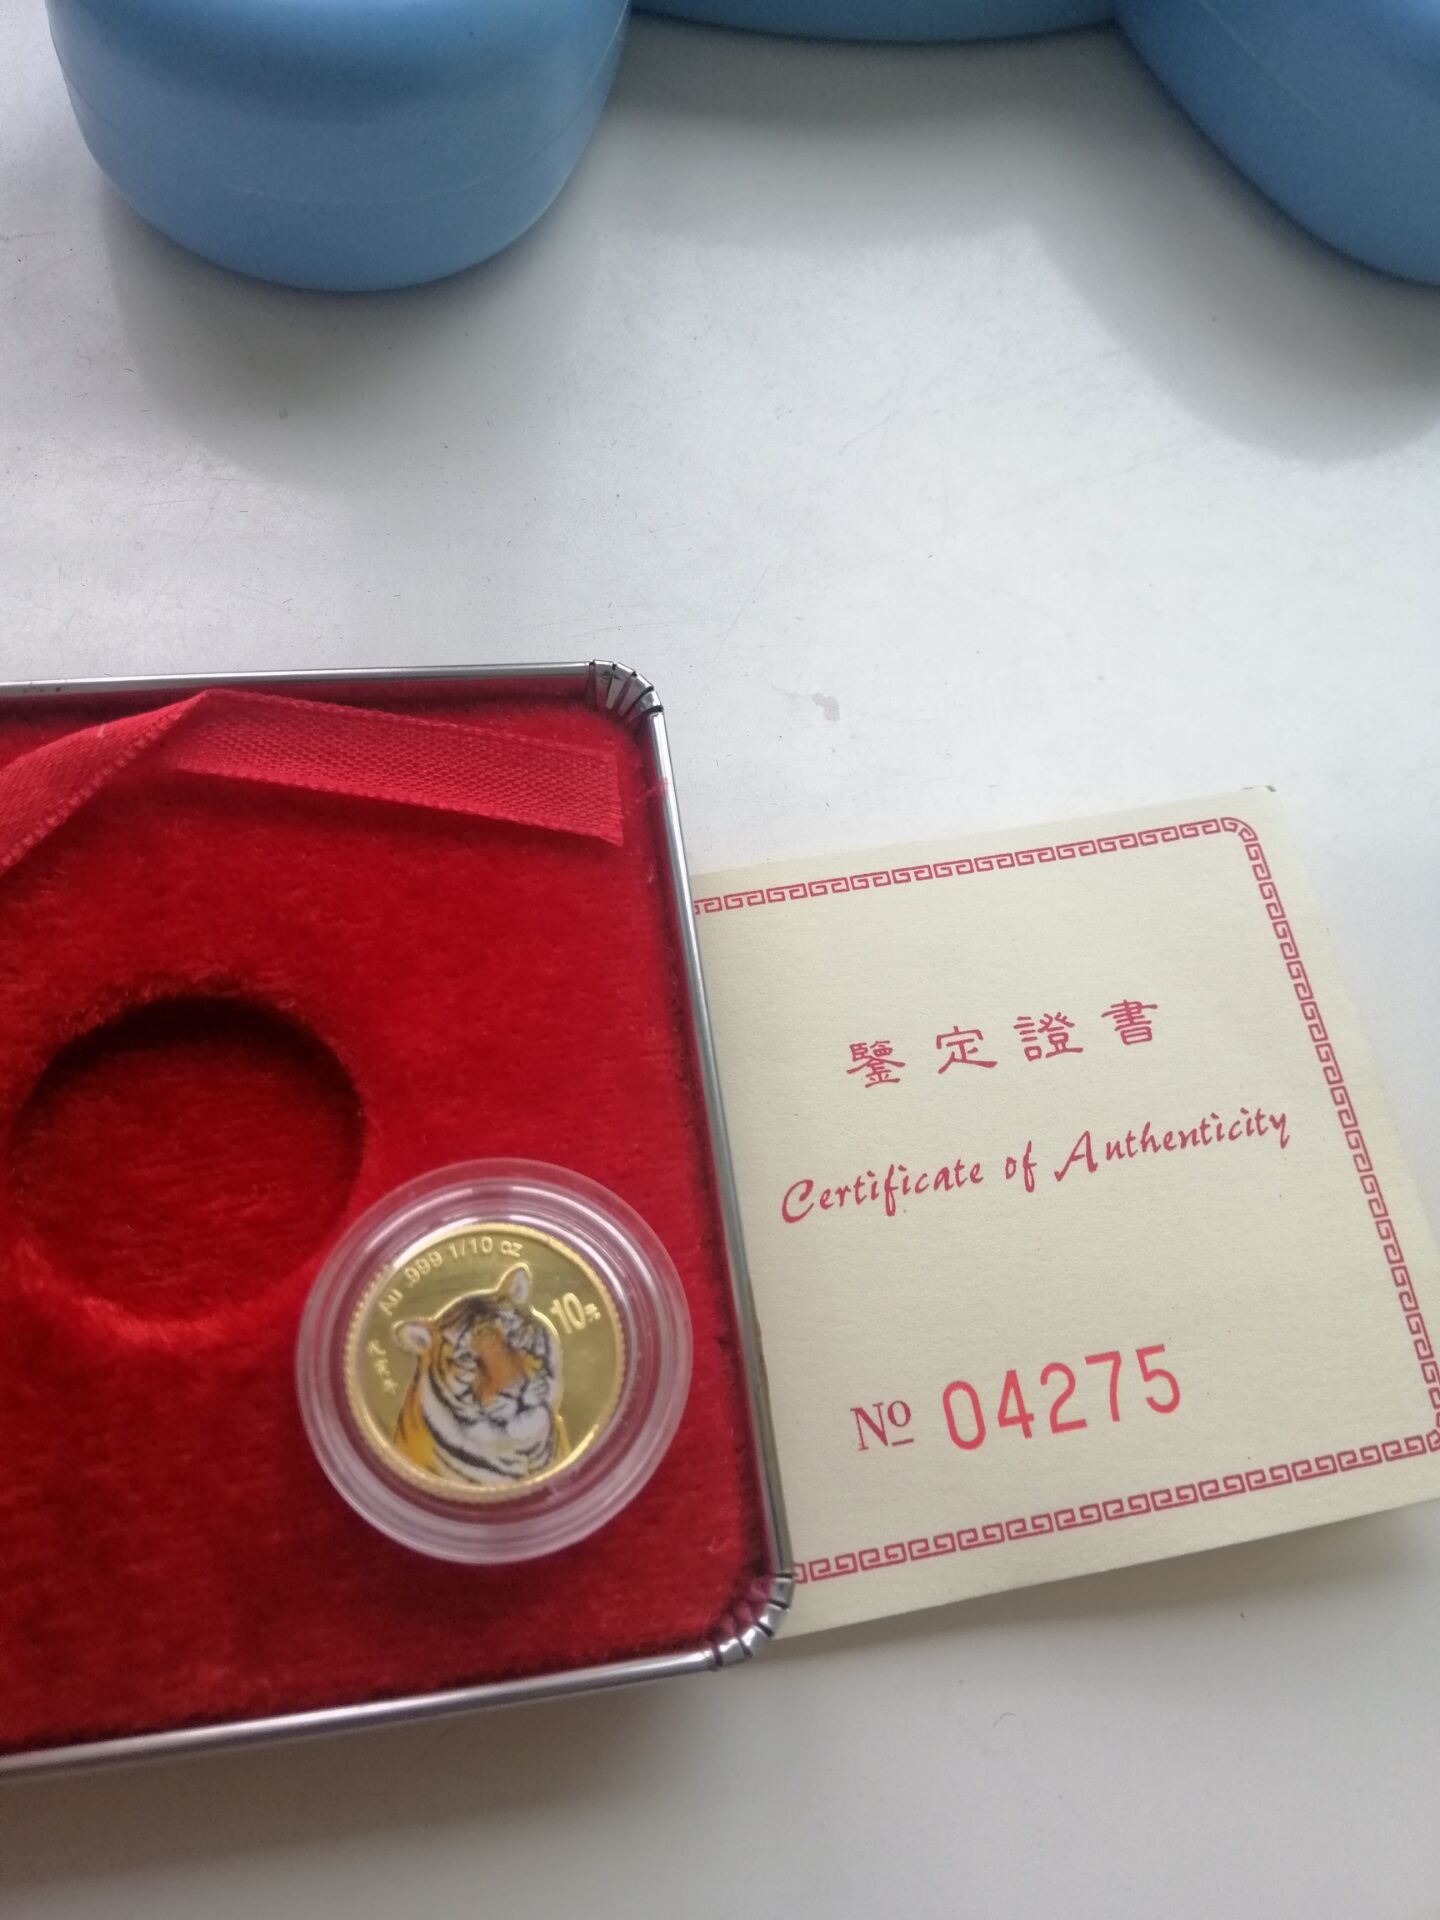 Au .999 1/10 oz
10元
鑒定證書
Certificate of Authenticity
№ 04275